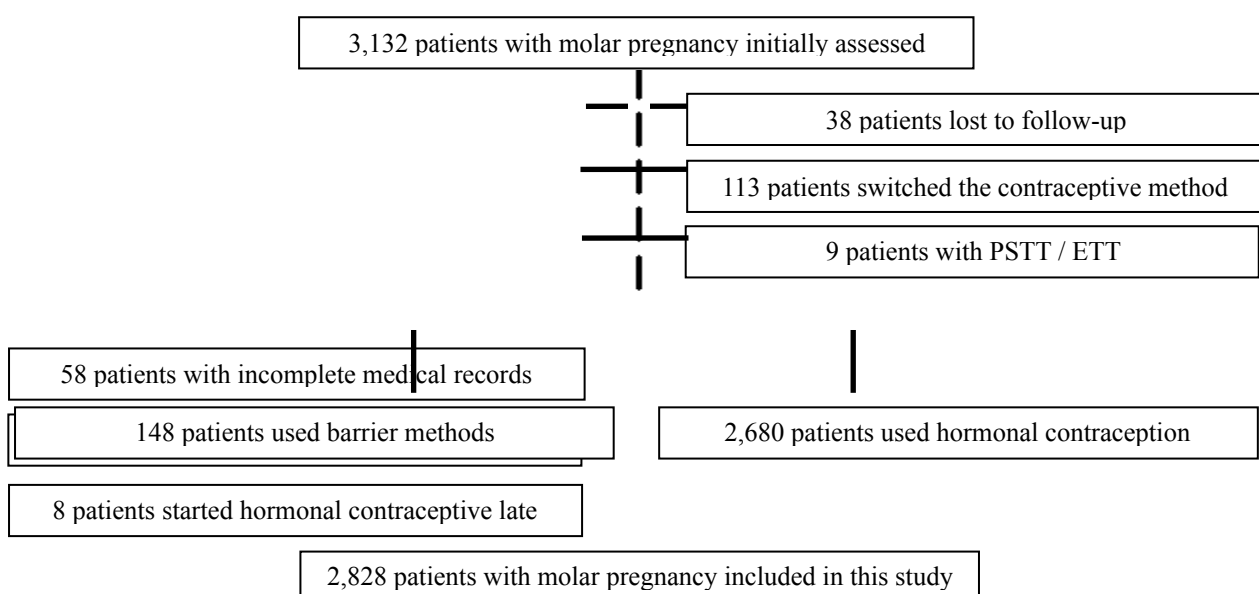 3,132 patients with molar pregnancy initially assessed
38 patients lost to follow-up
113 patients switched the contraceptive method
9 patients with PSTT / ETT
58 patients with incomplete medical records
148 patients used barrier methods
2,680 patients used hormonal contraception
8 patients started hormonal contraceptive late
2,828 patients with molar pregnancy included in this study